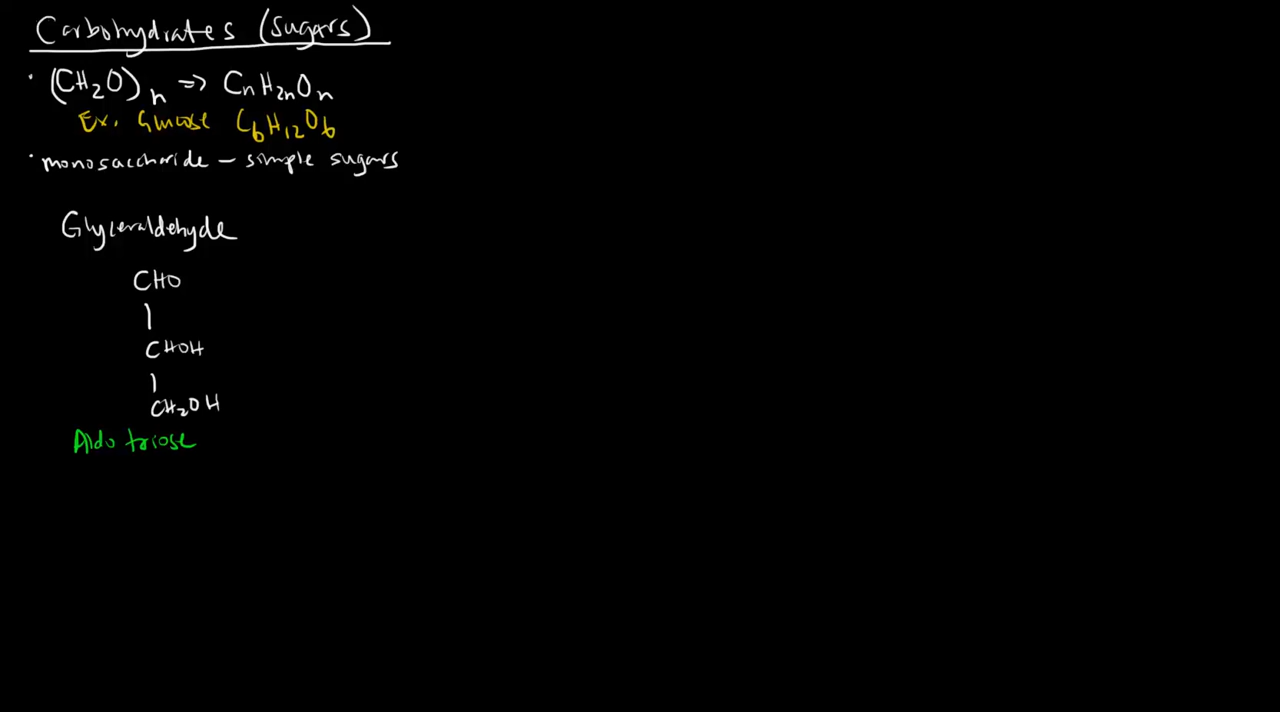 Carbohydrates (Sugars)
· (CH₂O)ₙ => CₙH₂ₙOₙ
Ex. Glucose C₆H₁₂O₆
· monosaccharide – simple sugars
Glyceraldehyde
CHO
|
CHOH
|
CH₂OH
Aldo triose